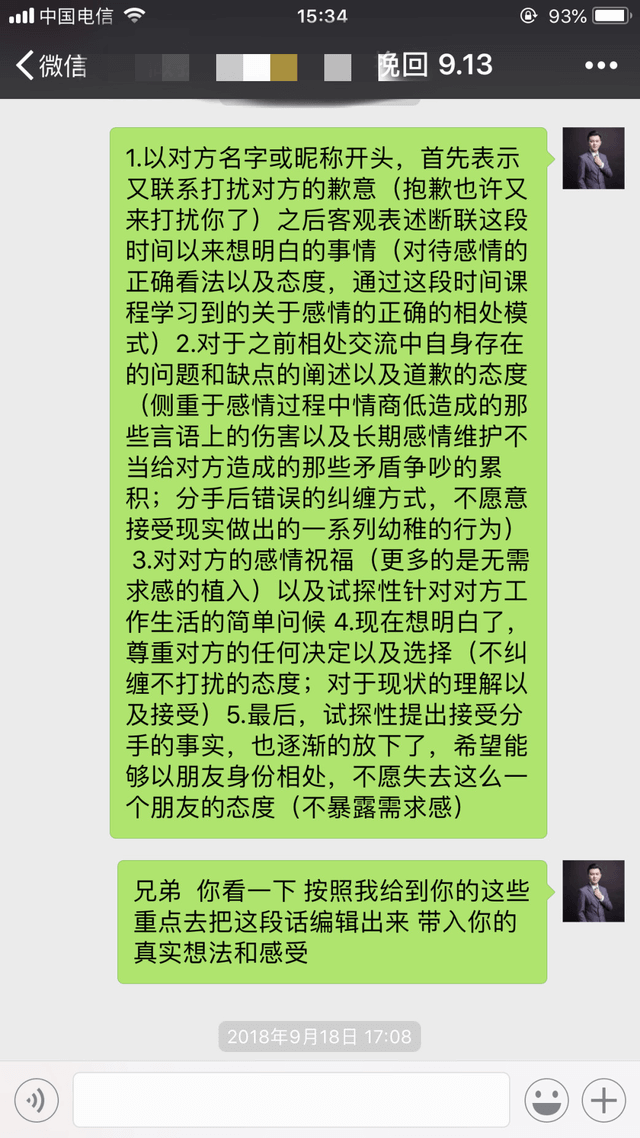 中国电信 15:34 93%
微信 挽回 9.13
1.以对方名字或昵称开头，首先表示
又联系打扰对方的歉意（抱歉也许又
来打扰你了）之后客观表述断联这段
时间以来想明白的事情（对待感情的
正确看法以及态度，通过这段时间课
程学习到的关于感情的正确的相处模
式）2.对于之前相处交流中自身存在
的问题和缺点的阐述以及道歉的态度
（侧重于感情过程中情商低造成的那
些言语上的伤害以及长期感情维护不
当给对方造成的那些矛盾争吵的累
积；分手后错误的纠缠方式，不愿意
接受现实做出的一系列幼稚的行为）
3.对对方的感情祝福（更多的是无需
求感的植入）以及试探性针对对方工
作生活的简单问候 4.现在想明白了，
尊重对方的任何决定以及选择（不纠
缠不打扰的态度；对于现状的理解以
及接受）5.最后，试探性提出接受分
手的事实，也逐渐的放下了，希望能
够以朋友身份相处，不愿失去这么一
个朋友的态度（不暴露需求感）
兄弟 你看一下 按照我给到你的这些
重点去把这段话编辑出来 带入你的
真实想法和感受
2018年9月18日 17:08